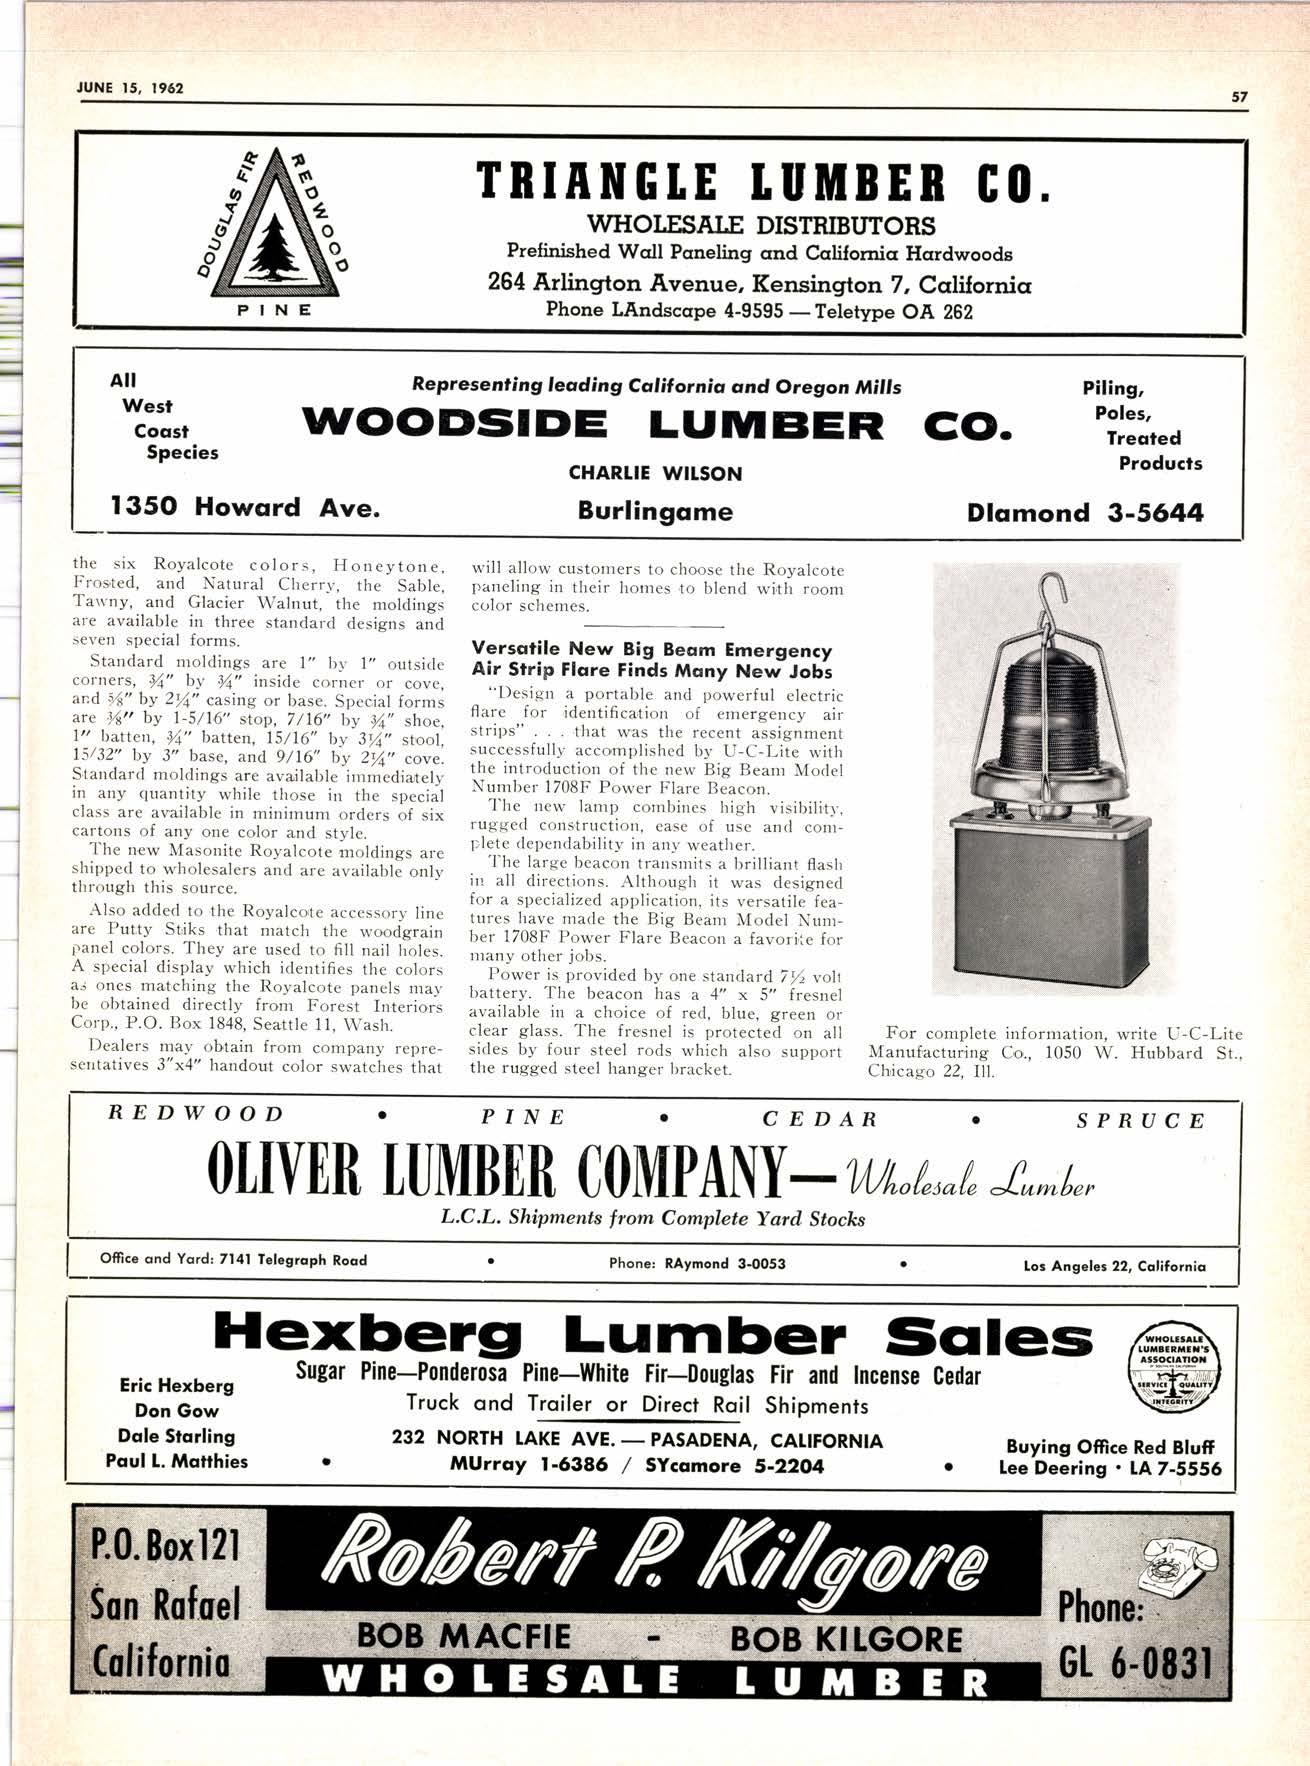 JUNE 15, 1962
57
DOUGLAS FIR
REDWOOD
PINE
TRIANGLE LUMBER CO.
WHOLESALE DISTRIBUTORS
Prefinished Wall Paneling and California Hardwoods
264 Arlington Avenue, Kensington 7, California
Phone LAndscape 4-9595 — Teletype OA 262
All
West
Coast
Species
Representing leading California and Oregon Mills
WOODSIDE LUMBER CO.
CHARLIE WILSON
Piling,
Poles,
Treated
Products
1350 Howard Ave.
Burlingame
DIamond 3-5644
the six Royalcote colors, Honeytone,
Frosted, and Natural Cherry, the Sable,
Tawny, and Glacier Walnut, the moldings
are available in three standard designs and
seven special forms.
Standard moldings are 1" by 1" outside
corners, ¾" by ¾" inside corner or cove,
and ⅝" by 2¼" casing or base. Special forms
are ⅜" by 1-5/16" stop, 7/16" by ¾" shoe,
1" batten, ¾" batten, 15/16" by 3¼" stool,
15/32" by 3" base, and 9/16" by 2¼" cove.
Standard moldings are available immediately
in any quantity while those in the special
class are available in minimum orders of six
cartons of any one color and style.
The new Masonite Royalcote moldings are
shipped to wholesalers and are available only
through this source.
Also added to the Royalcote accessory line
are Putty Stiks that match the woodgrain
panel colors. They are used to fill nail holes.
A special display which identifies the colors
as ones matching the Royalcote panels may
be obtained directly from Forest Interiors
Corp., P.O. Box 1848, Seattle 11, Wash.
Dealers may obtain from company repre-
sentatives 3"x4" handout color swatches that
will allow customers to choose the Royalcote
paneling in their homes to blend with room
color schemes.
Versatile New Big Beam Emergency
Air Strip Flare Finds Many New Jobs
"Design a portable and powerful electric
flare for identification of emergency air
strips" . . . that was the recent assignment
successfully accomplished by U-C-Lite with
the introduction of the new Big Beam Model
Number 1708F Power Flare Beacon.
The new lamp combines high visibility,
rugged construction, ease of use and com-
plete dependability in any weather.
The large beacon transmits a brilliant flash
in all directions. Although it was designed
for a specialized application, its versatile fea-
tures have made the Big Beam Model Num-
ber 1708F Power Flare Beacon a favorite for
many other jobs.
Power is provided by one standard 7½ volt
battery. The beacon has a 4" x 5" fresnel
available in a choice of red, blue, green or
clear glass. The fresnel is protected on all
sides by four steel rods which also support
the rugged steel hanger bracket.
For complete information, write U-C-Lite
Manufacturing Co., 1050 W. Hubbard St.,
Chicago 22, Ill.
REDWOOD • PINE • CEDAR • SPRUCE
OLIVER LUMBER COMPANY—Wholesale Lumber
L.C.L. Shipments from Complete Yard Stocks
Office and Yard: 7141 Telegraph Road • Phone: RAymond 3-0053 • Los Angeles 22, California
Hexberg Lumber Sales
Sugar Pine—Ponderosa Pine—White Fir—Douglas Fir and Incense Cedar
Truck and Trailer or Direct Rail Shipments
Eric Hexberg
Don Gow
Dale Starling
Paul L. Matthies
232 NORTH LAKE AVE. — PASADENA, CALIFORNIA
• MUrray 1-6386 / SYcamore 5-2204 •
WHOLESALE
LUMBERMEN'S
ASSOCIATION
OF SOUTHERN CALIFORNIA
SERVICE QUALITY
INTEGRITY
Buying Office Red Bluff
Lee Deering • LA 7-5556
P.O. Box 121
San Rafael
California
Robert P. Kilgore
BOB MACFIE - BOB KILGORE
WHOLESALE LUMBER
Phone:
GL 6-0831